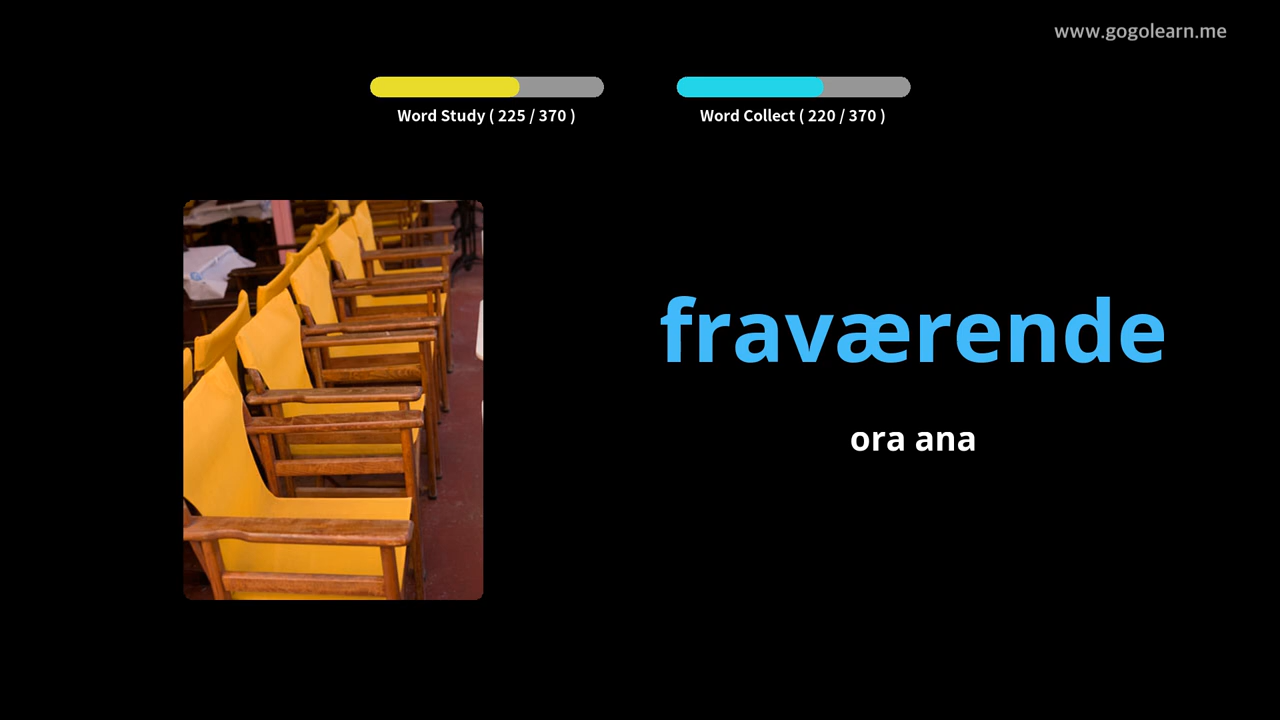 www.gogolearn.me
Word Study ( 225 / 370 )
Word Collect ( 220 / 370 )
fraværende
ora ana